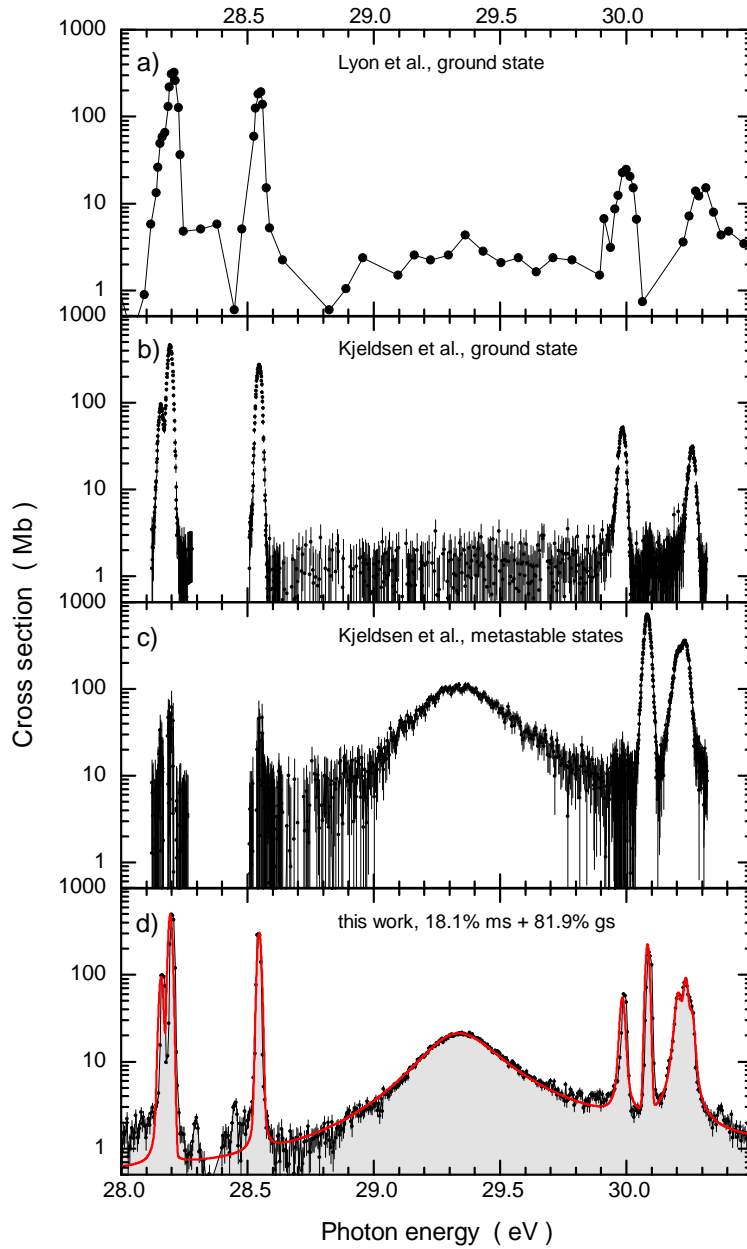 28.5 29.0 29.5 30.0
1000
a) Lyon et al., ground state
100
10
1
1000
b) Kjeldsen et al., ground state
100
10
1
1000
c) Kjeldsen et al., metastable states
100
10
1
1000
d) this work, 18.1% ms + 81.9% gs
100
10
1
28.0 28.5 29.0 29.5 30.0
Photon energy ( eV )
Cross section ( Mb )